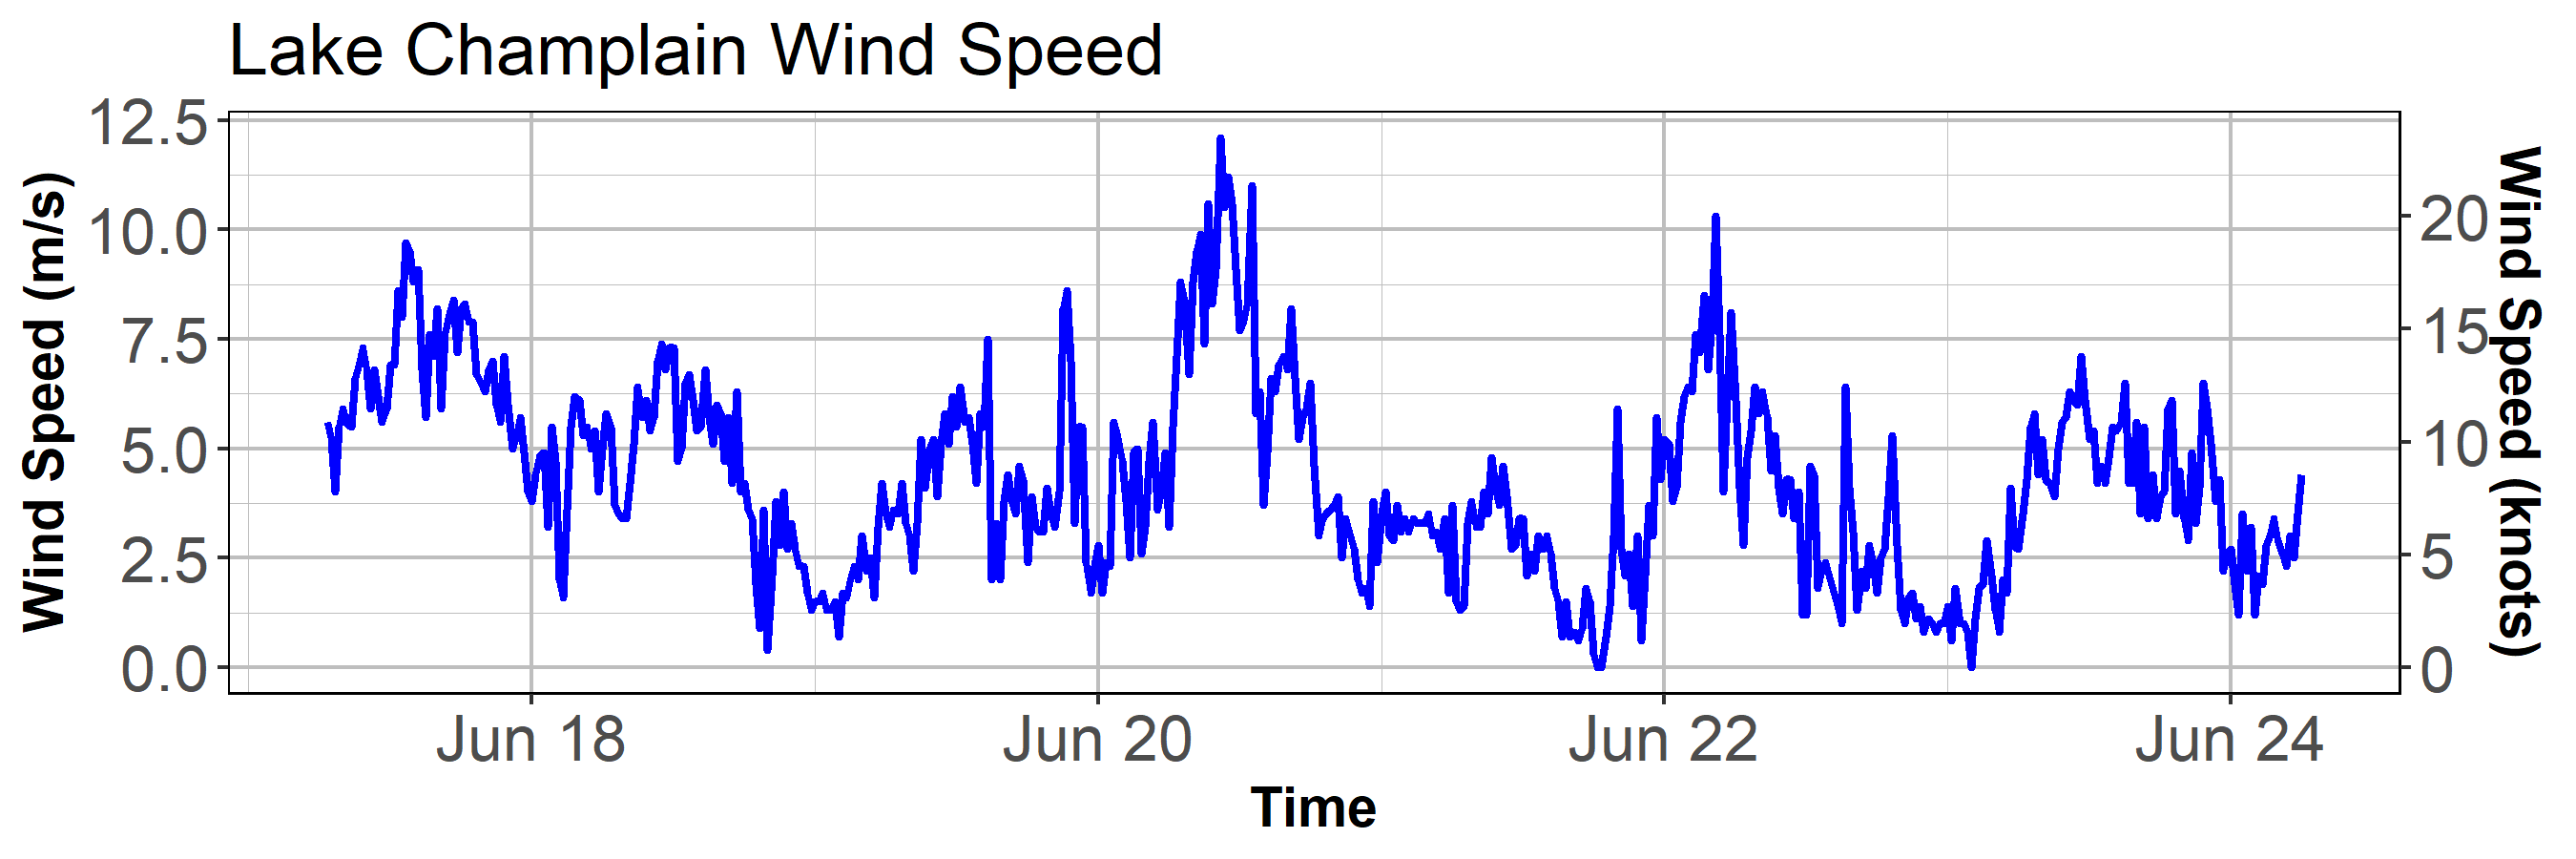 Lake Champlain Wind Speed
12.5
10.0
7.5
5.0
2.5
0.0
Wind Speed (m/s)
20
15
10
5
0
Wind Speed (knots)
Jun 18
Jun 20
Jun 22
Jun 24
Time